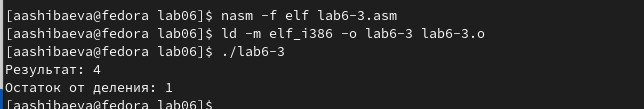 [aashibaeva@fedora lab06]$ nasm -f elf lab6-3.asm
[aashibaeva@fedora lab06]$ ld -m elf_i386 -o lab6-3 lab6-3.o
[aashibaeva@fedora lab06]$ ./lab6-3
Результат: 4
Остаток от деления: 1
[aashibaeva@fedora lab06]$